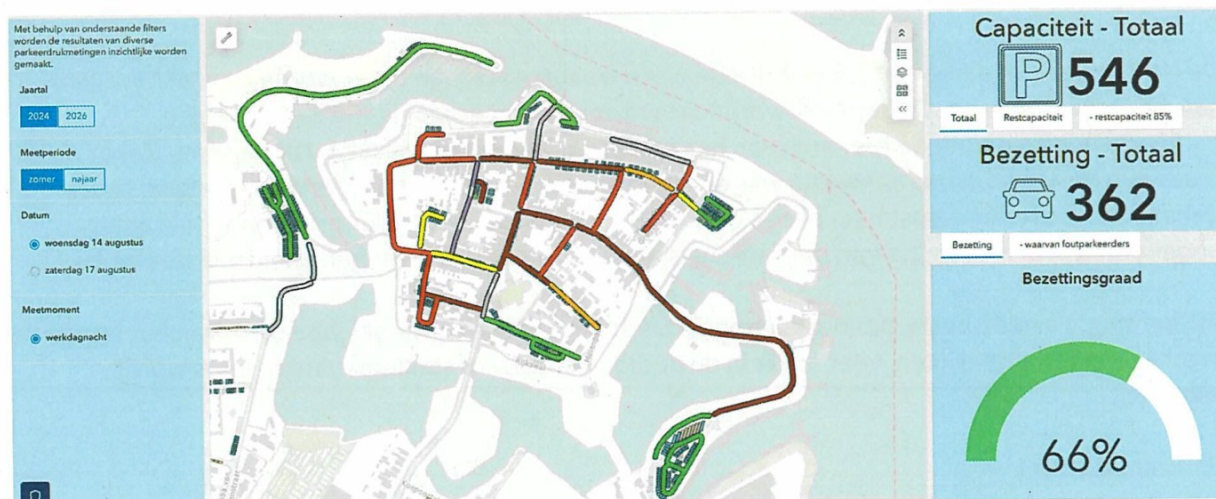 Met behulp van onderstaande filters
worden de resultaten van diverse
parkeerdrukmetingen inzichtlijke worden
gemaakt.
Jaartal
2024 2026
Meetperiode
zomer najaar
Datum
woensdag 14 augustus
zaterdag 17 augustus
Meetmoment
werkdagnacht
Capaciteit - Totaal
P 546
Totaal Restcapaciteit - restcapaciteit 85%
Bezetting - Totaal
362
Bezetting - waarvan foutparkeerders
Bezettingsgraad
66%